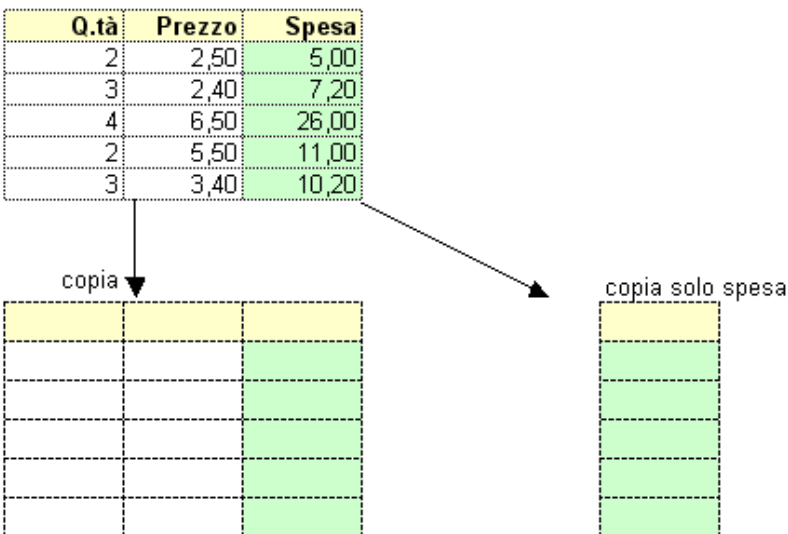 Q.tà Prezzo Spesa
2 2,50 5,00
3 2,40 7,20
4 6,50 26,00
2 5,50 11,00
3 3,40 10,20
copia
copia solo spesa